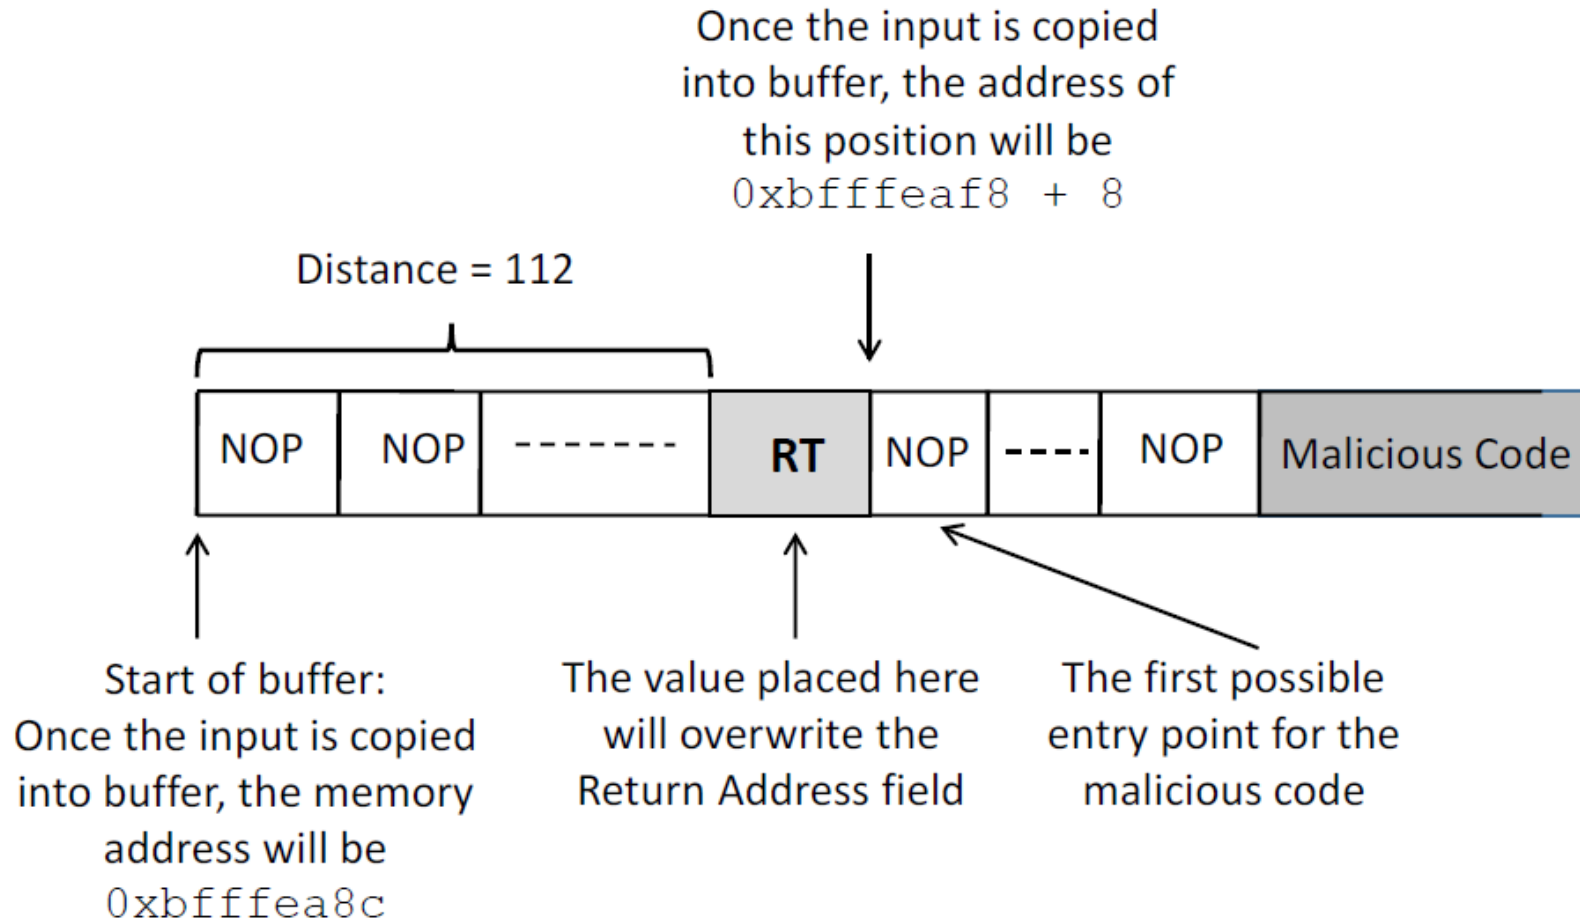 Once the input is copied
into buffer, the address of
this position will be
0xbfffeaf8 + 8
Distance = 112
NOP
NOP
RT
NOP
NOP
Malicious Code
Start of buffer:
Once the input is copied
into buffer, the memory
address will be
0xbfffea8c
The value placed here
will overwrite the
Return Address field
The first possible
entry point for the
malicious code